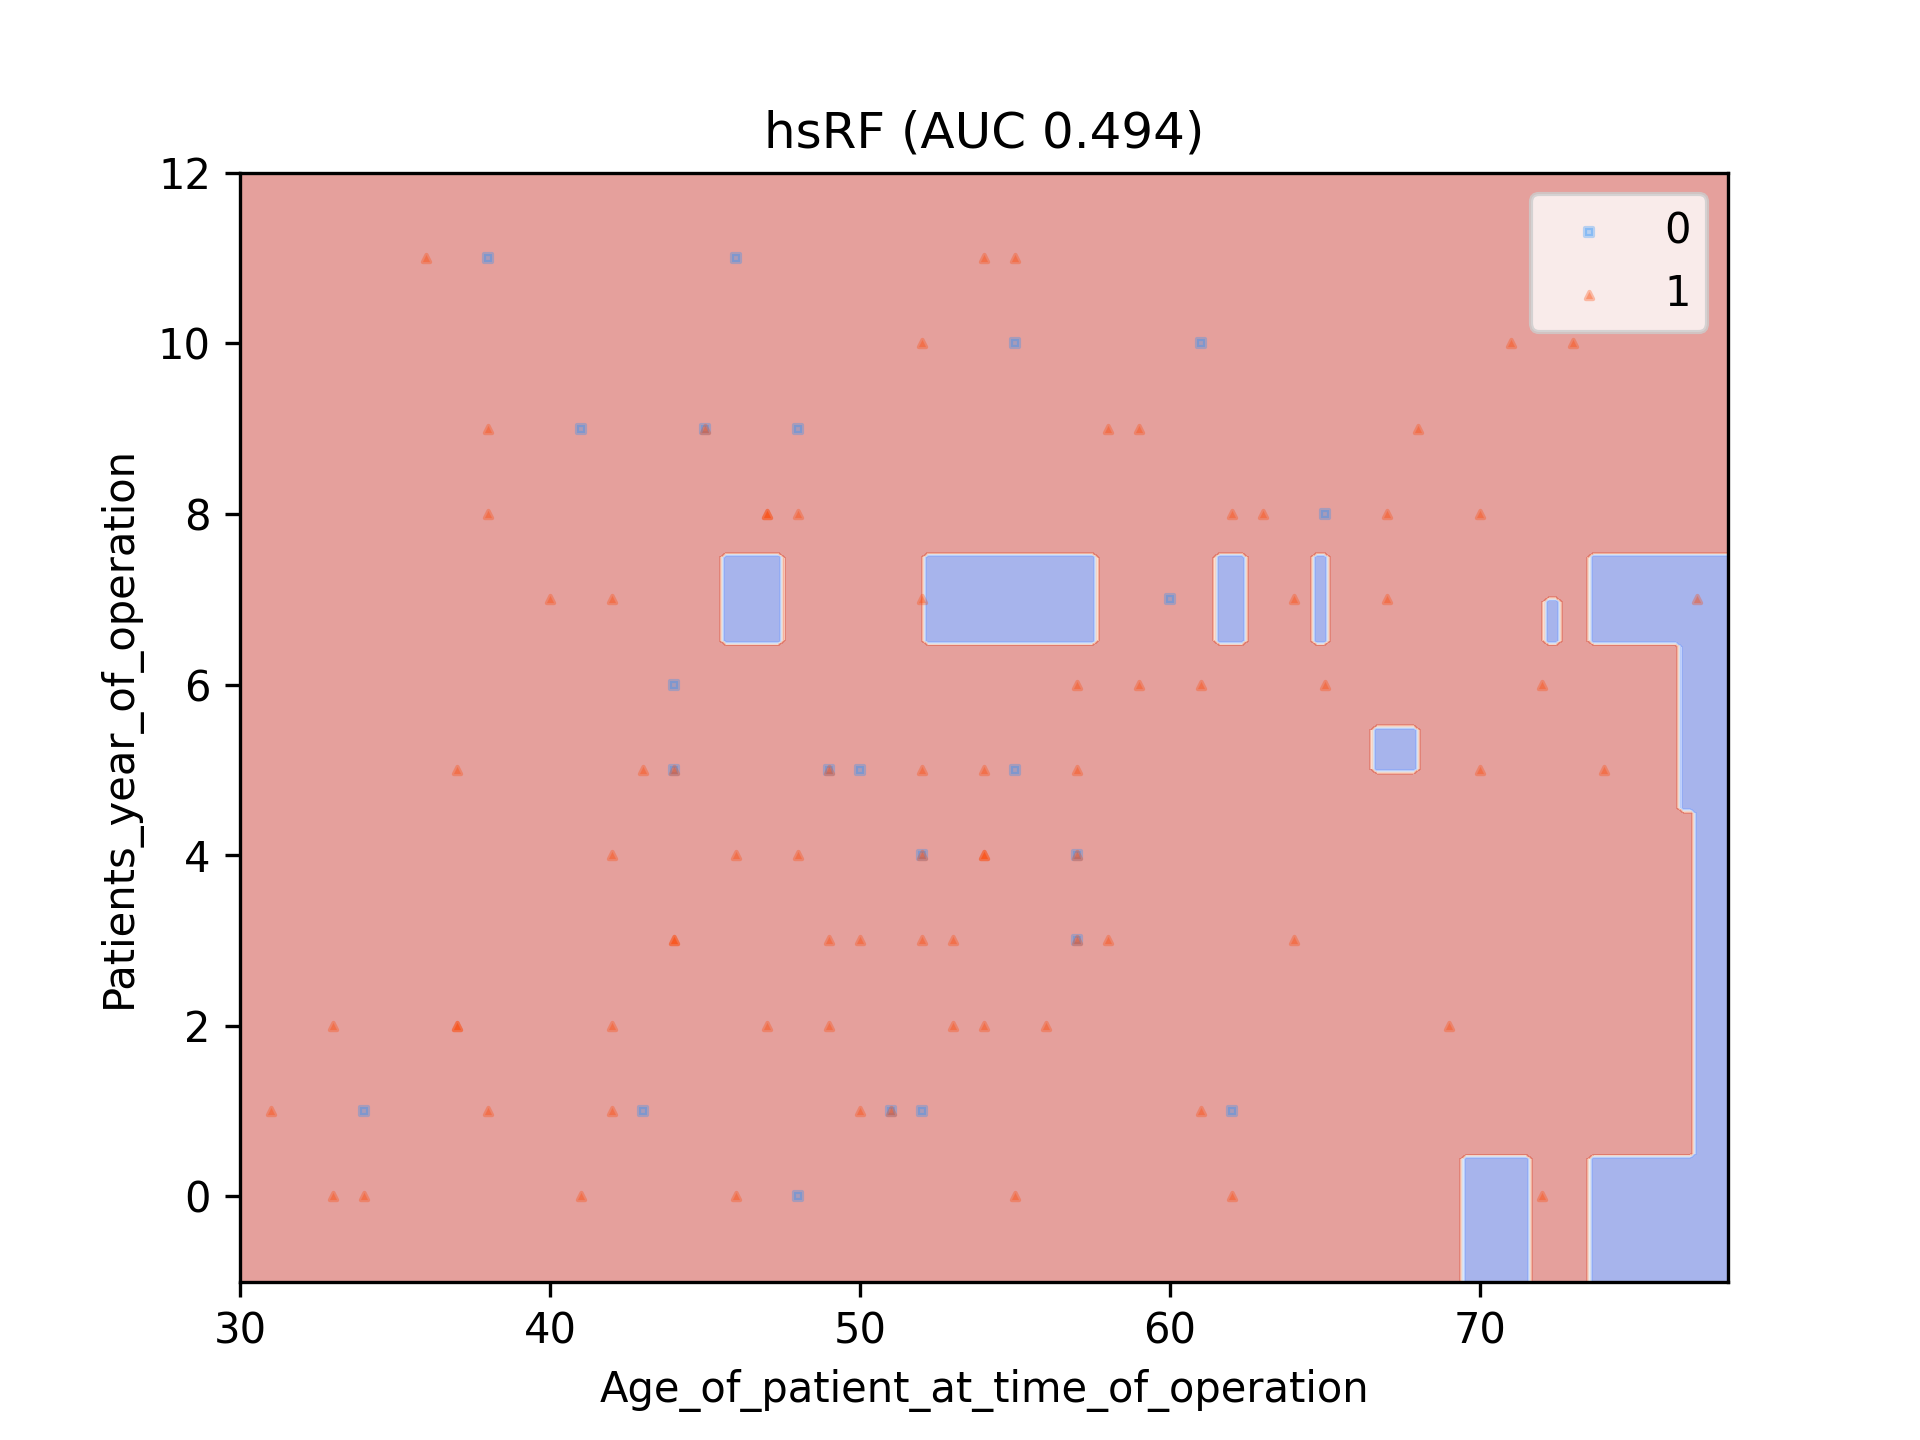 hsRF (AUC 0.494)
12
10
8
6
4
2
0
Patients_year_of_operation
0
1
30 40 50 60 70
Age_of_patient_at_time_of_operation